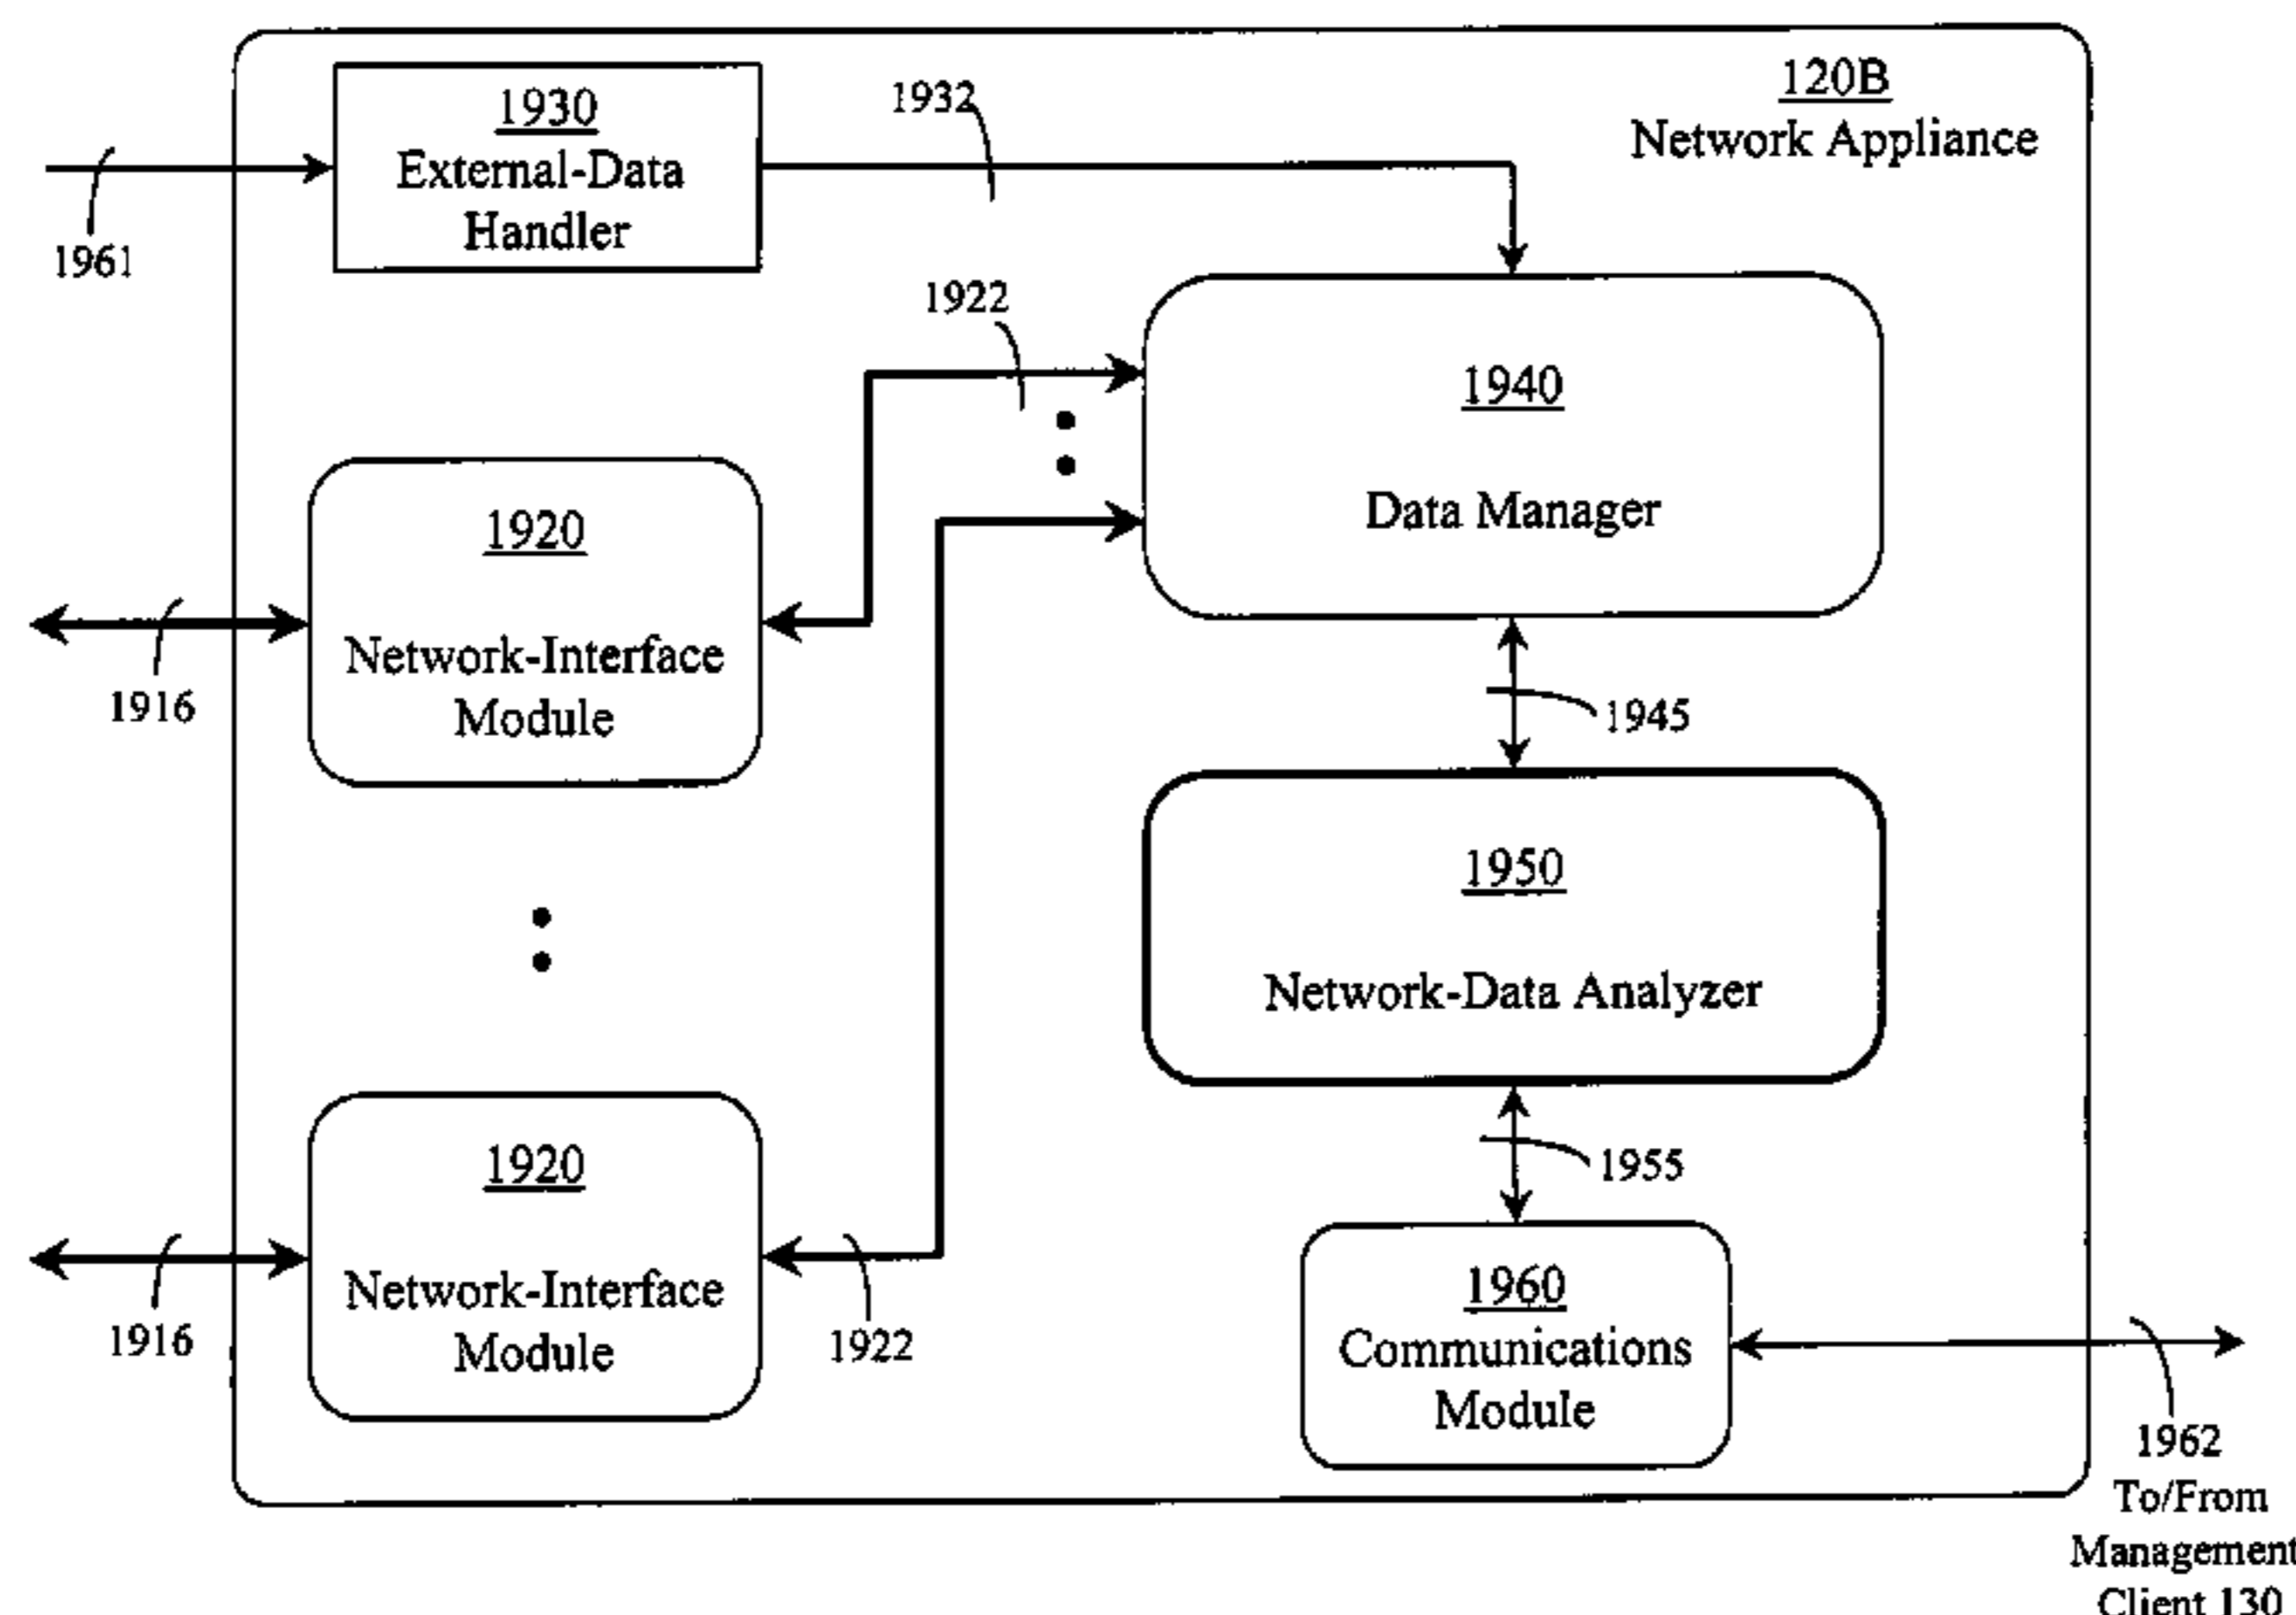 120B
Network Appliance
1930
External-Data
Handler
1932
1961
1922
1940
Data Manager
1920
Network-Interface
Module
1916
1945
1950
Network-Data Analyzer
1920
Network-Interface
Module
1916
1922
1955
1960
Communications
Module
1962
To/From
Management
Client 130